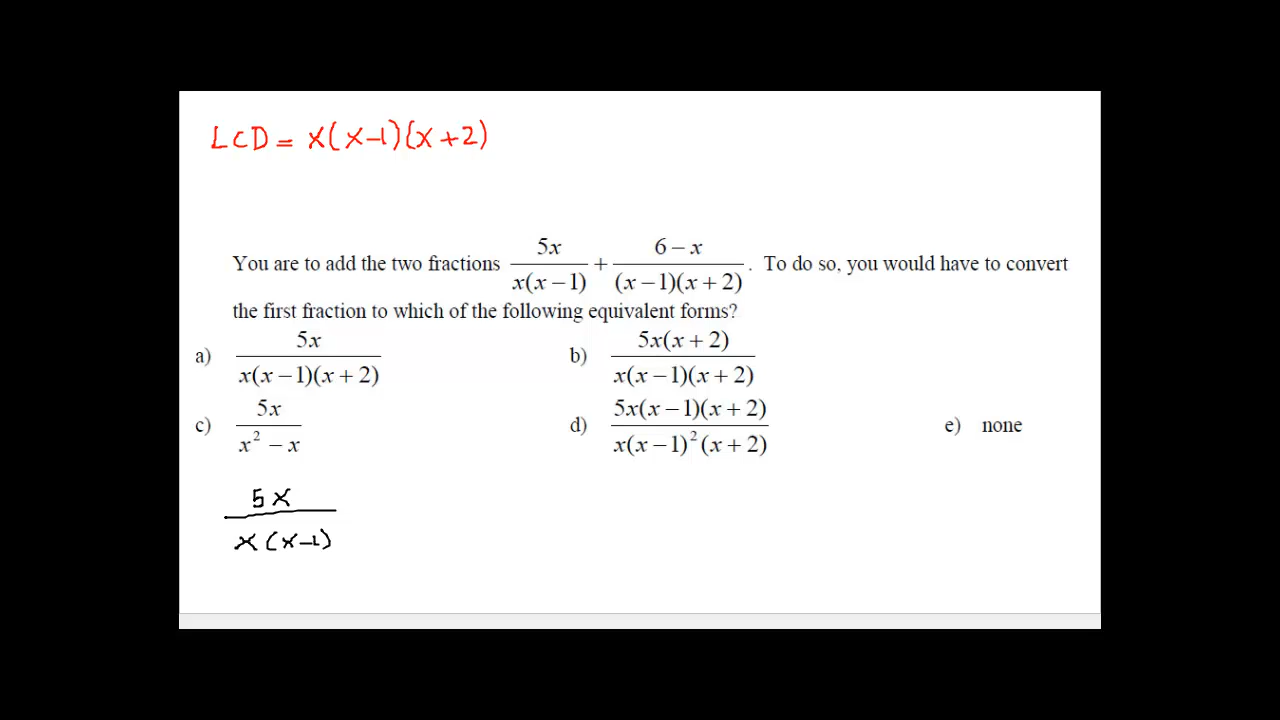 LCD = x(x-1)(x+2)
You are to add the two fractions 5x / x(x − 1) + 6 − x / (x − 1)(x + 2) . To do so, you would have to convert
the first fraction to which of the following equivalent forms?
a) 5x / x(x − 1)(x + 2) b) 5x(x + 2) / x(x − 1)(x + 2)
c) 5x / x² − x d) 5x(x − 1)(x + 2) / x(x − 1)²(x + 2) e) none
5x
x(x-1)